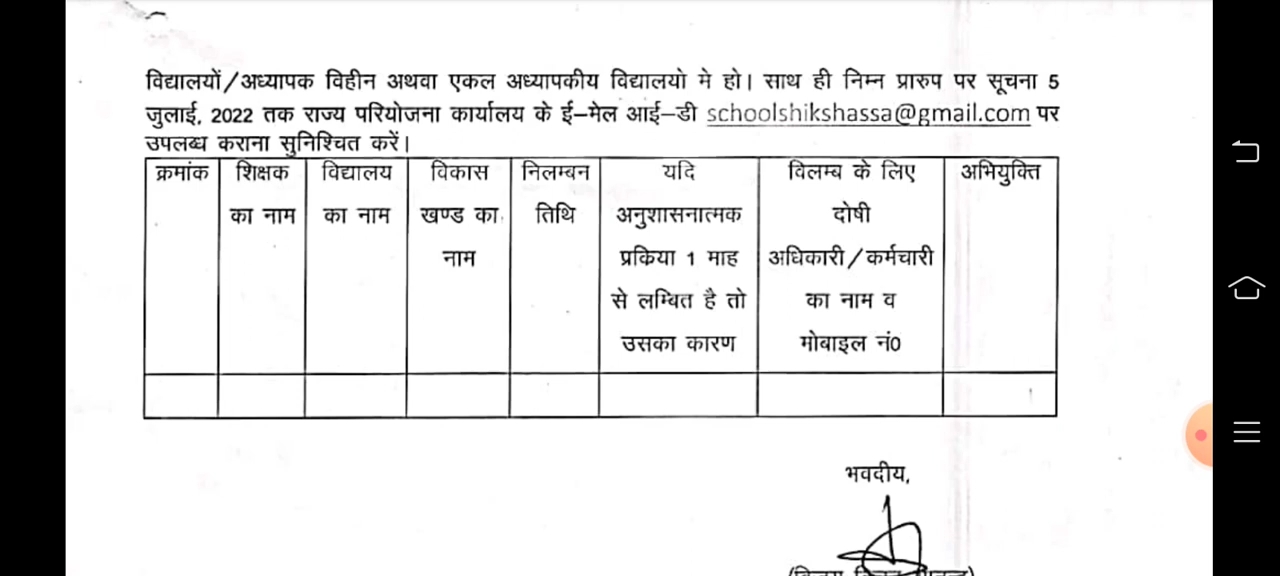 विद्यालयों/अध्यापक विहीन अथवा एकल अध्यापकीय विद्यालयो मे हो। साथ ही निम्न प्रारुप पर सूचना 5
जुलाई, 2022 तक राज्य परियोजना कार्यालय के ई–मेल आई–डी schoolshikshassa@gmail.com पर
उपलब्ध कराना सुनिश्चित करें।
क्रमांक
शिक्षक
का नाम
विद्यालय
का नाम
विकास
खण्ड का
नाम
निलम्बन
तिथि
यदि
अनुशासनात्मक
प्रकिया 1 माह
से लम्बित है तो
उसका कारण
विलम्ब के लिए
दोषी
अधिकारी/कर्मचारी
का नाम व
मोबाइल नं0
अभियुक्ति
भवदीय,